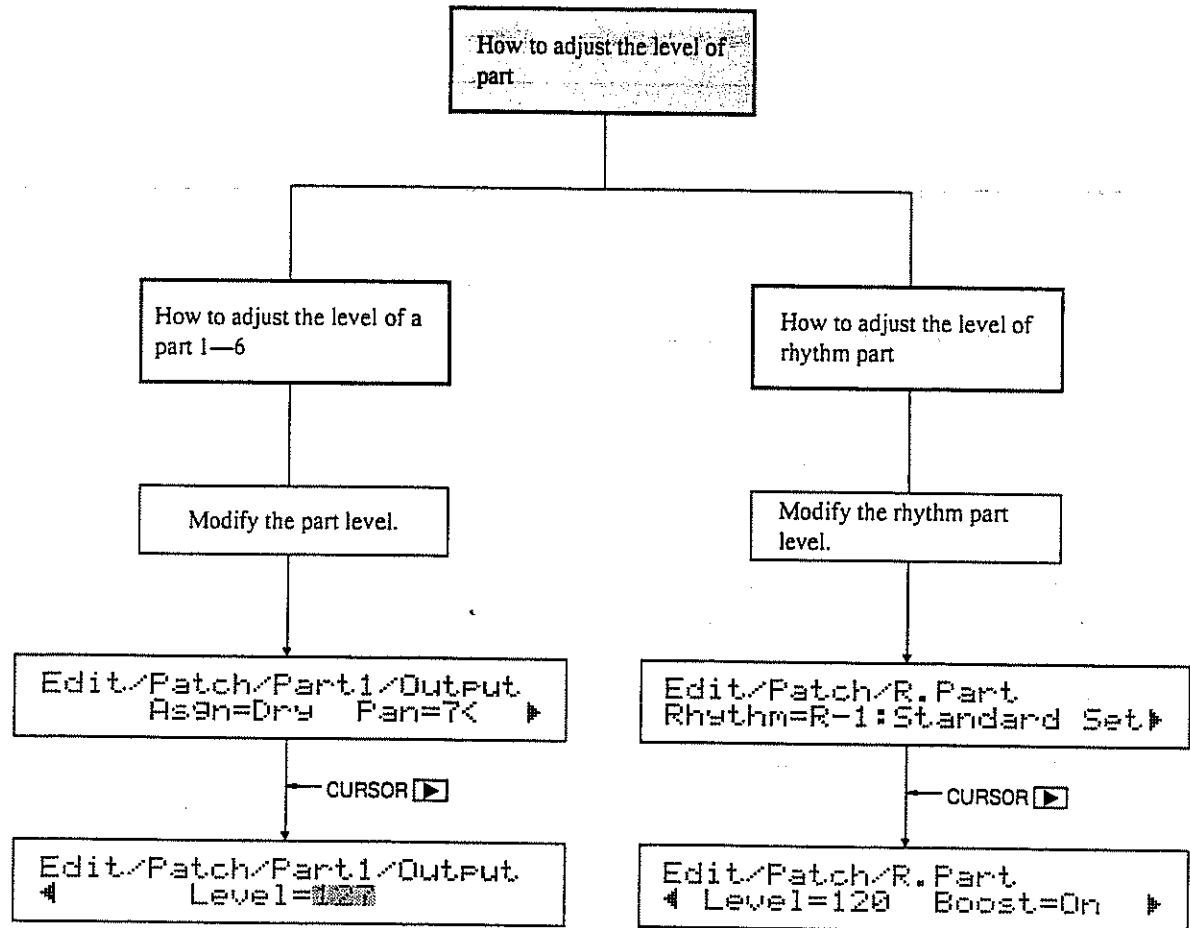 How to adjust the level of
part
How to adjust the level of a
part 1—6
Modify the part level.
Edit/Patch/Part1/Output
Asgn=Dry Pan=7< ▶
CURSOR ▶
Edit/Patch/Part1/Output
◀ Level=127
How to adjust the level of
rhythm part
Modify the rhythm part
level.
Edit/Patch/R.Part
Rhythm=R-1:Standard Set▶
CURSOR ▶
Edit/Patch/R.Part
◀ Level=120 Boost=On ▶